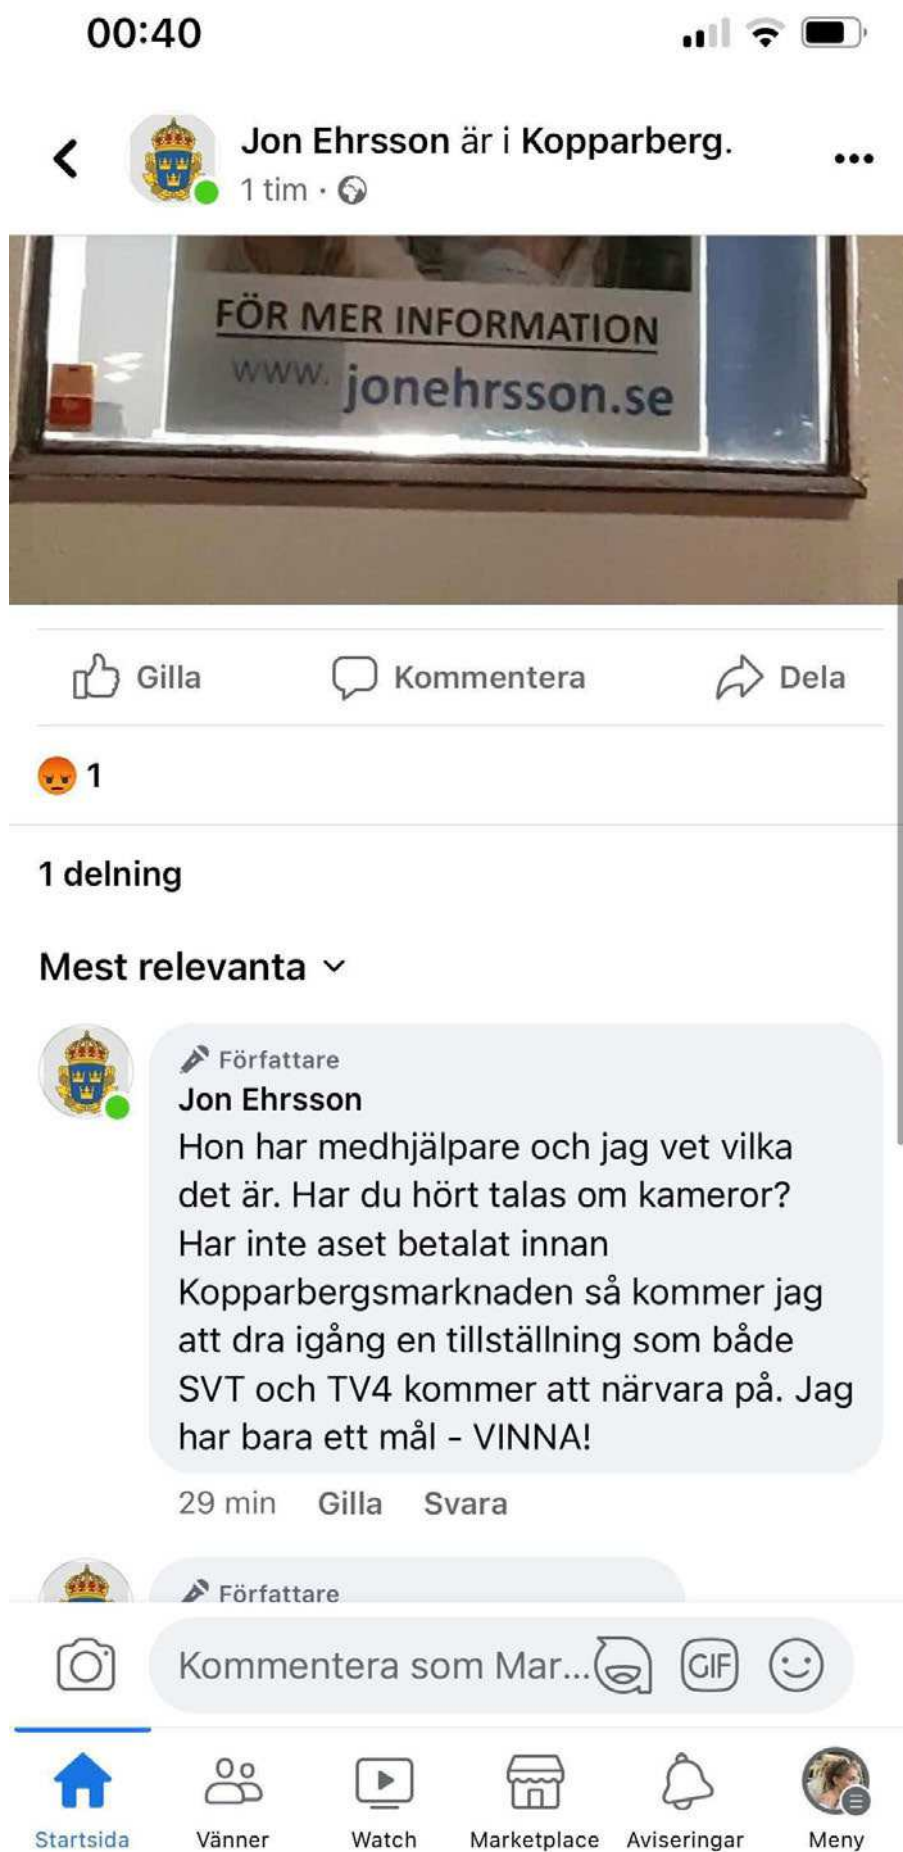 00:40
Jon Ehrsson är i Kopparberg.
1 tim ·
FÖR MER INFORMATION
www. jonehrsson.se
Gilla
Kommentera
Dela
1
1 delning
Mest relevanta
Författare
Jon Ehrsson
Hon har medhjälpare och jag vet vilka
det är. Har du hört talas om kameror?
Har inte aset betalat innan
Kopparbergsmarknaden så kommer jag
att dra igång en tillställning som både
SVT och TV4 kommer att närvara på. Jag
har bara ett mål - VINNA!
29 min Gilla Svara
Författare
Kommentera som Mar...
GIF
Startsida
Vänner
Watch
Marketplace
Aviseringar
Meny